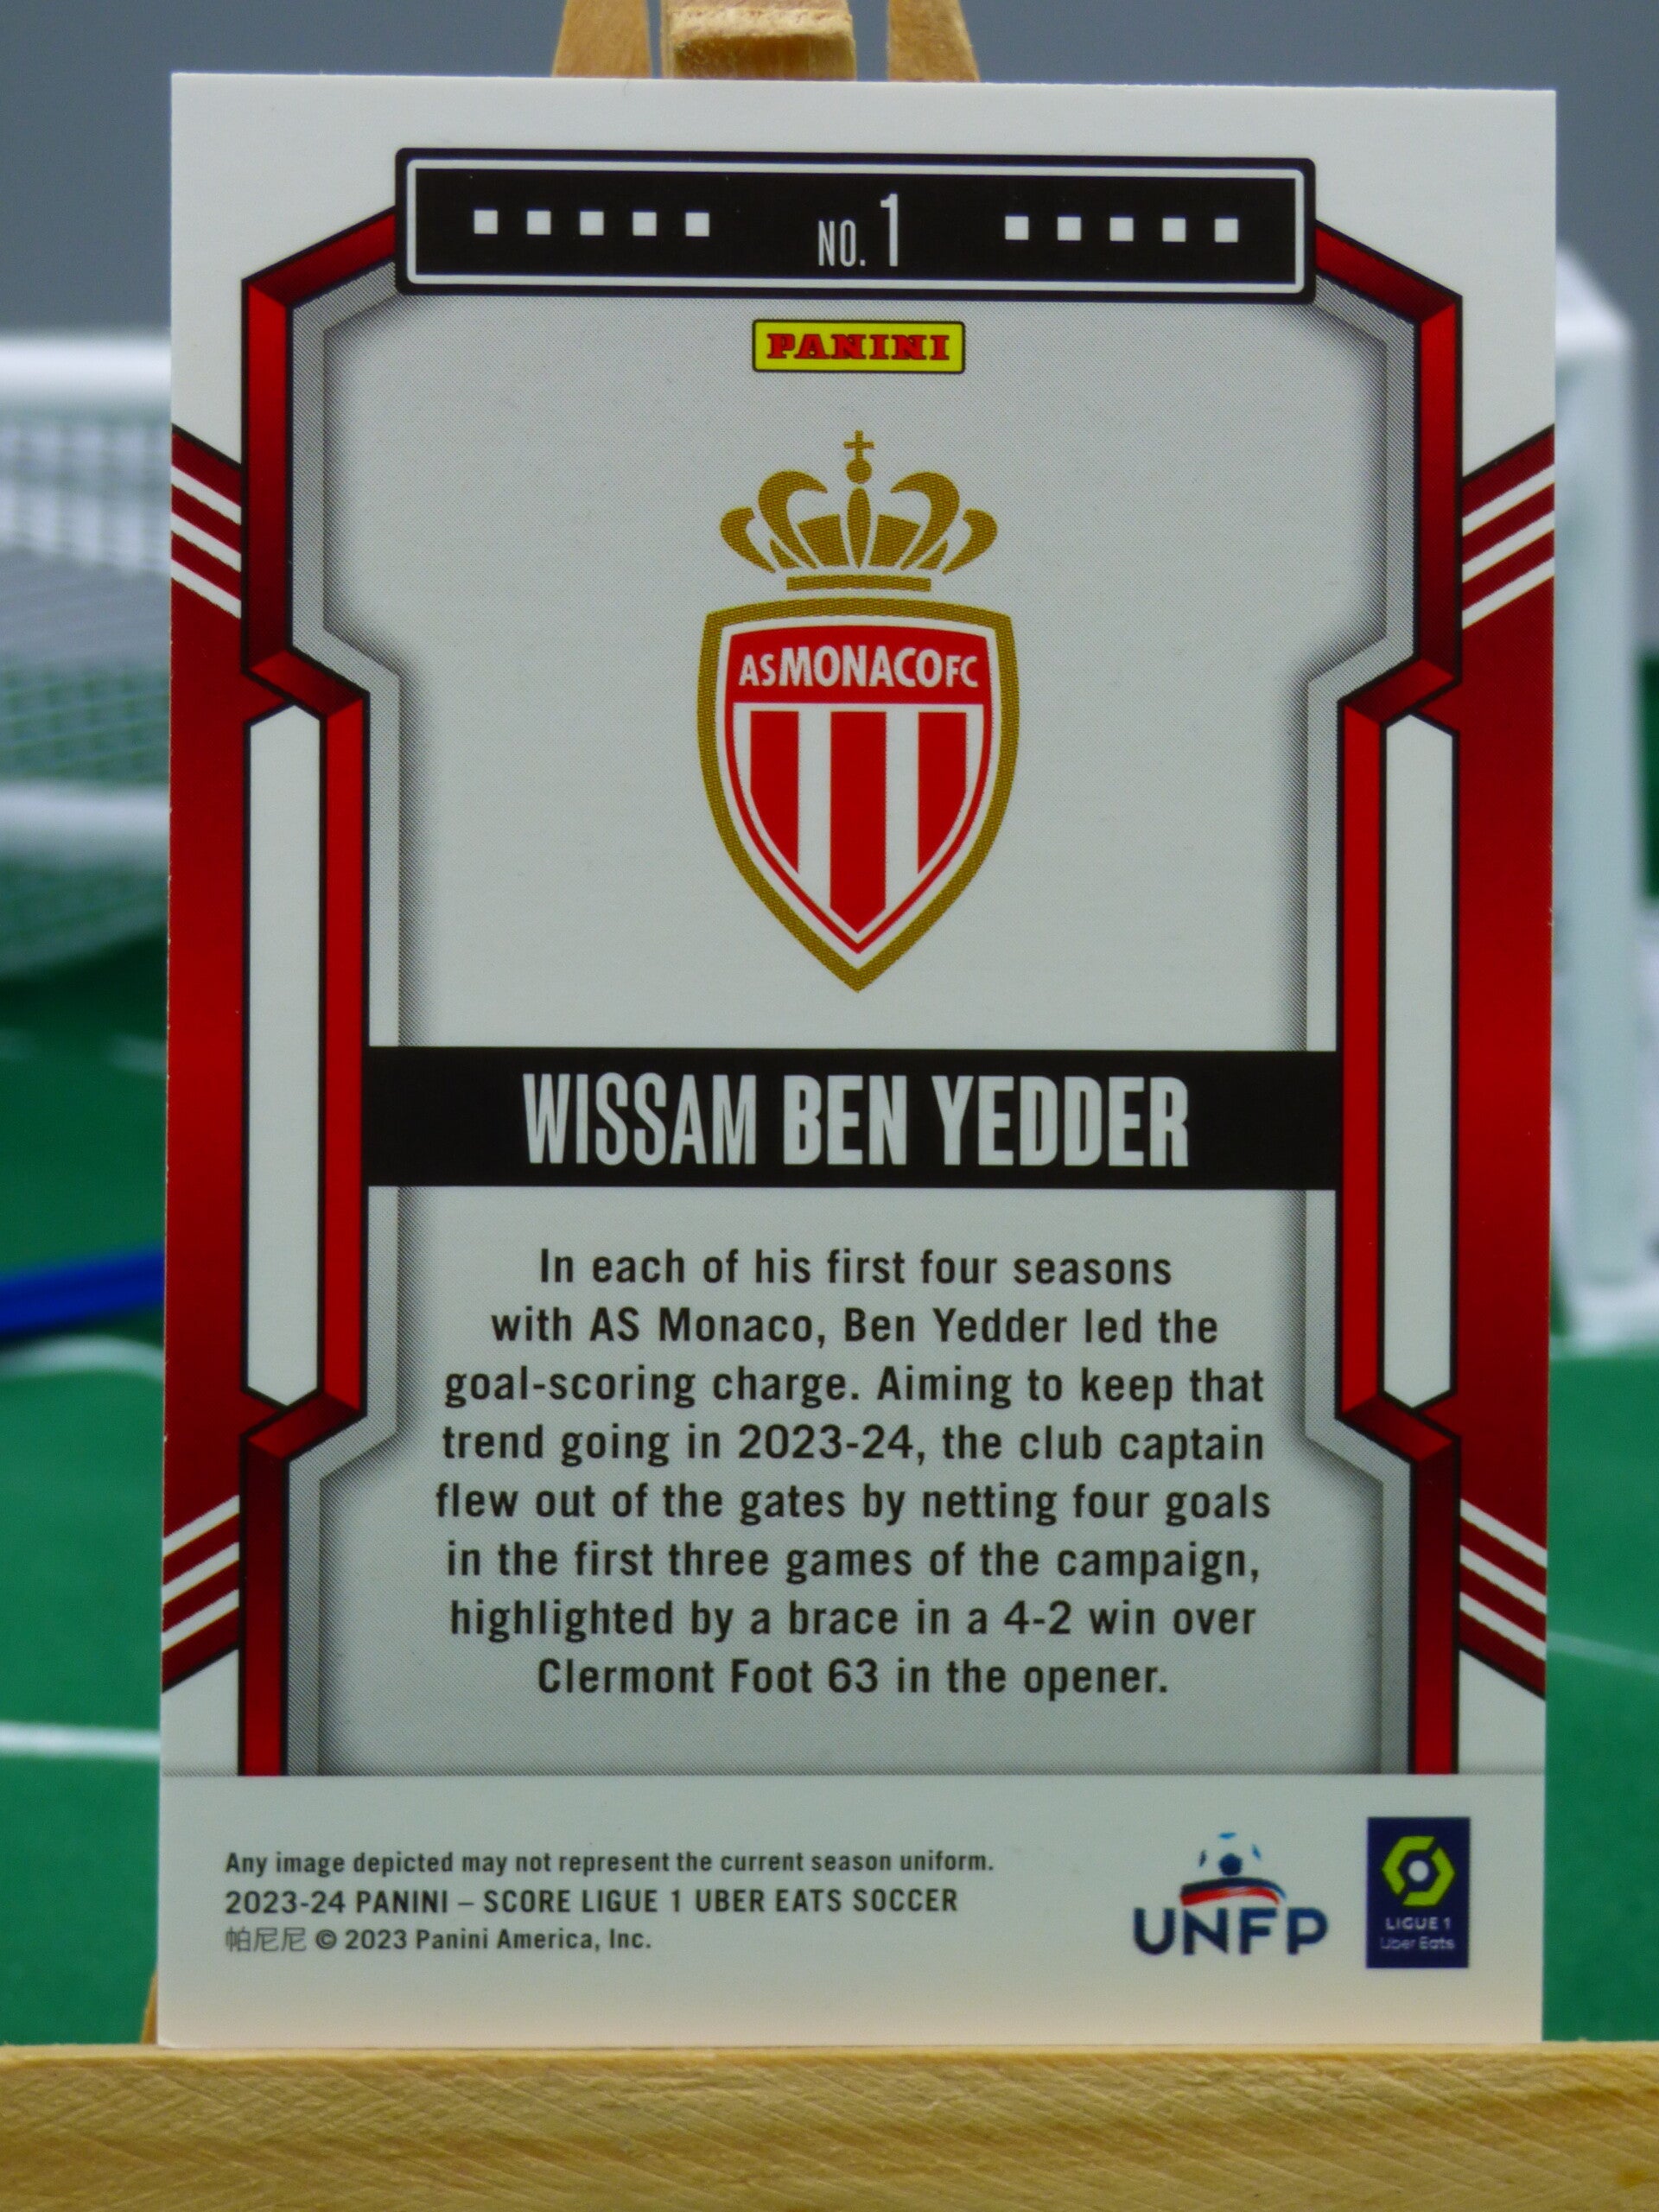 NO. 1
PANINI
AS MONACO FC
WISSAM BEN YEDDER
In each of his first four seasons
with AS Monaco, Ben Yedder led the
goal-scoring charge. Aiming to keep that
trend going in 2023-24, the club captain
flew out of the gates by netting four goals
in the first three games of the campaign,
highlighted by a brace in a 4-2 win over
Clermont Foot 63 in the opener.
Any image depicted may not represent the current season uniform.
2023-24 PANINI – SCORE LIGUE 1 UBER EATS SOCCER
帕尼尼 © 2023 Panini America, Inc.
UNFP
LIGUE 1
Uber Eats